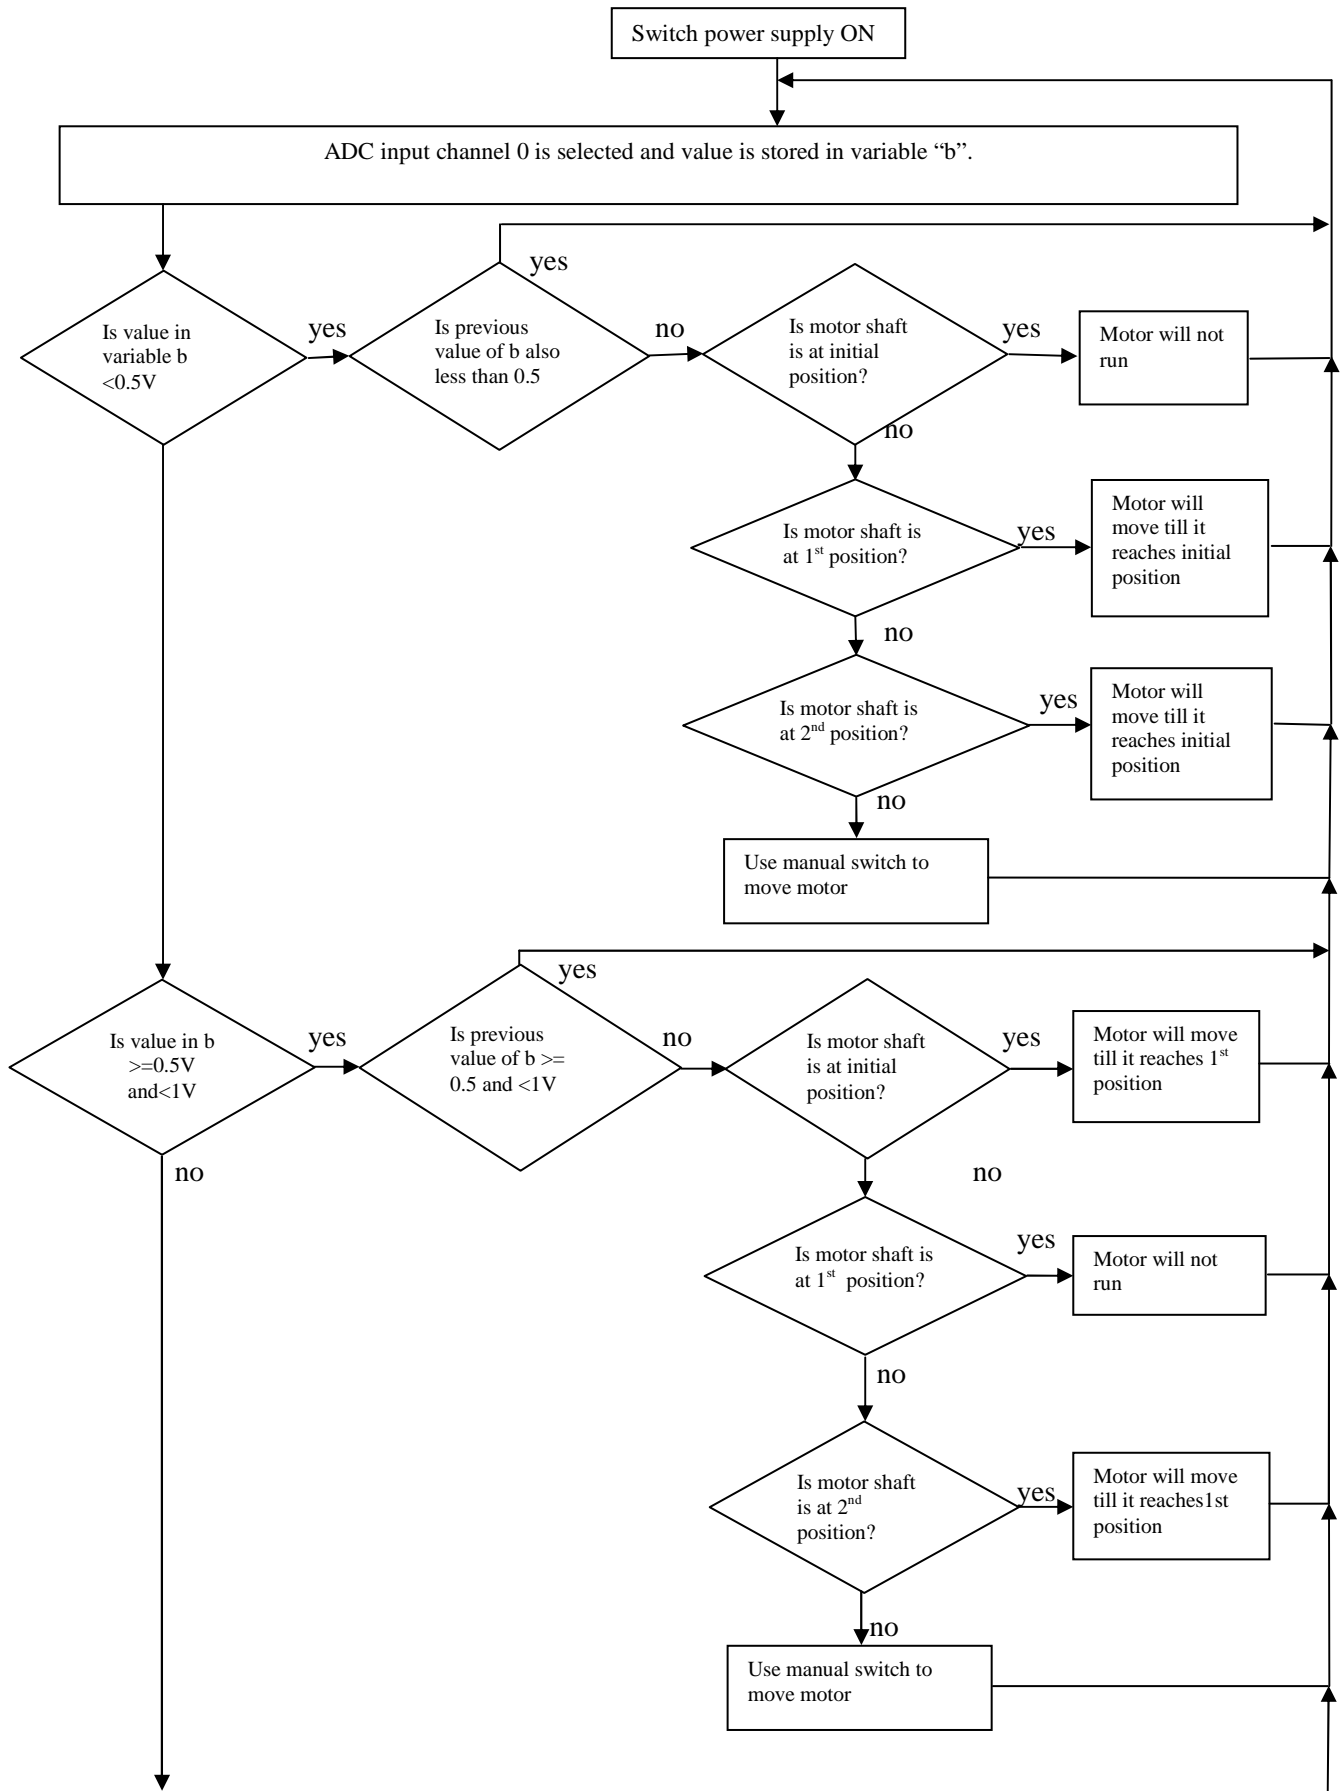 Switch power supply ON
ADC input channel 0 is selected and value is stored in variable “b”.
yes
Is value in
variable b
<0.5V
yes
Is previous
value of b also
less than 0.5
no
Is motor shaft
is at initial
position?
yes
Motor will not
run
no
Is motor shaft is
at 1st position?
yes
Motor will
move till it
reaches initial
position
no
Is motor shaft is
at 2nd position?
yes
Motor will
move till it
reaches initial
position
no
Use manual switch to
move motor
yes
Is value in b
>=0.5V
and<1V
yes
Is previous
value of b >=
0.5 and <1V
no
Is motor shaft
is at initial
position?
yes
Motor will move
till it reaches 1st
position
no
no
Is motor shaft is
at 1st position?
yes
Motor will not
run
no
Is motor shaft
is at 2nd
position?
yes
Motor will move
till it reaches1st
position
no
Use manual switch to
move motor